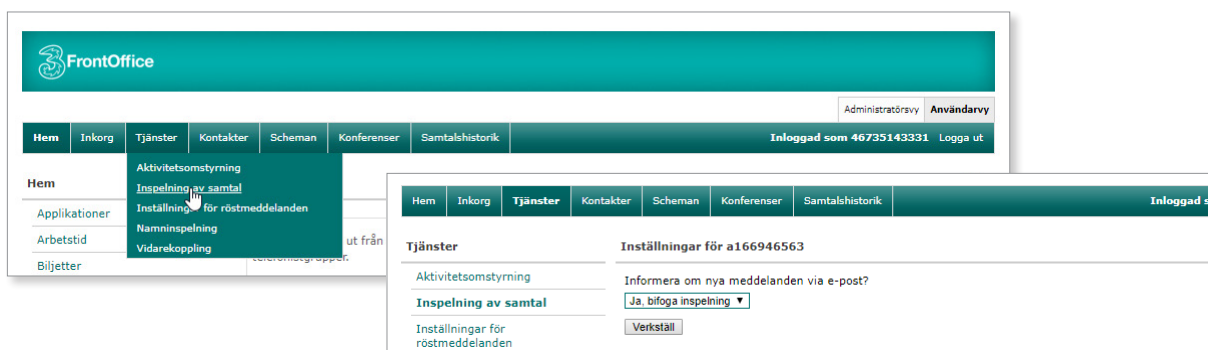 3 FrontOffice
Administratörsvy Användarvy
Hem Inkorg Tjänster Kontakter Scheman Konferenser Samtalshistorik Inloggad som 46735143331 Logga ut
Aktivitetsomstyrning
Inspelning av samtal
Inställningar för röstmeddelanden
Namninspelning
Vidarekoppling
Hem
Applikationer
Arbetstid
Biljetter
ut från
telefonistgrupper.
Hem Inkorg Tjänster Kontakter Scheman Konferenser Samtalshistorik Inloggad s
Tjänster
Aktivitetsomstyrning
Inspelning av samtal
Inställningar för
röstmeddelanden
Inställningar för a166946563
Informera om nya meddelanden via e-post?
Ja, bifoga inspelning ▼
Verkställ